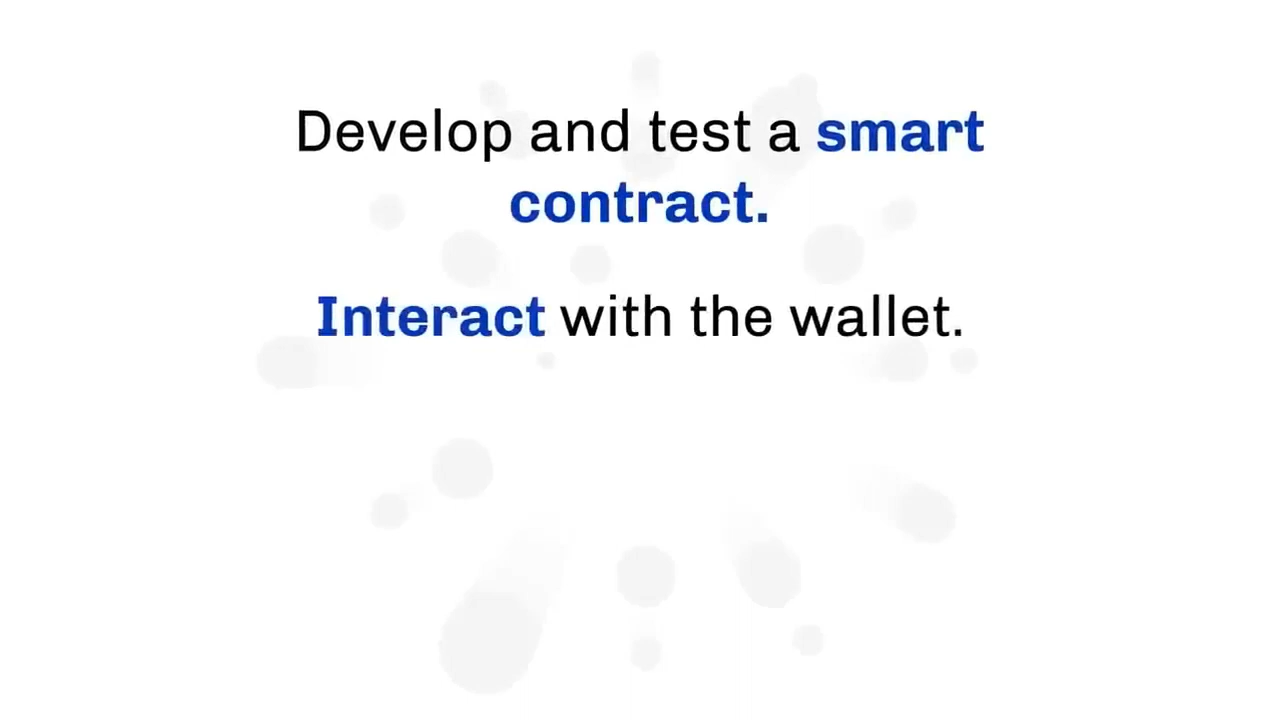 Develop and test a smart
contract.
Interact with the wallet.